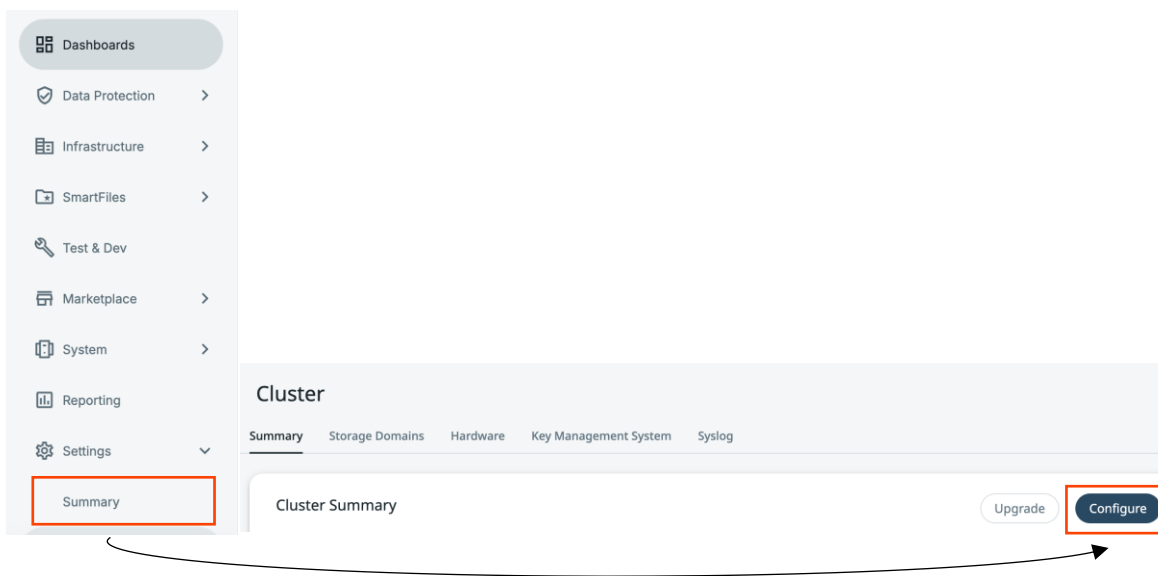 Dashboards
Data Protection
Infrastructure
SmartFiles
Test & Dev
Marketplace
System
Reporting
Settings
Summary
Cluster
Summary Storage Domains Hardware Key Management System Syslog
Cluster Summary Upgrade Configure